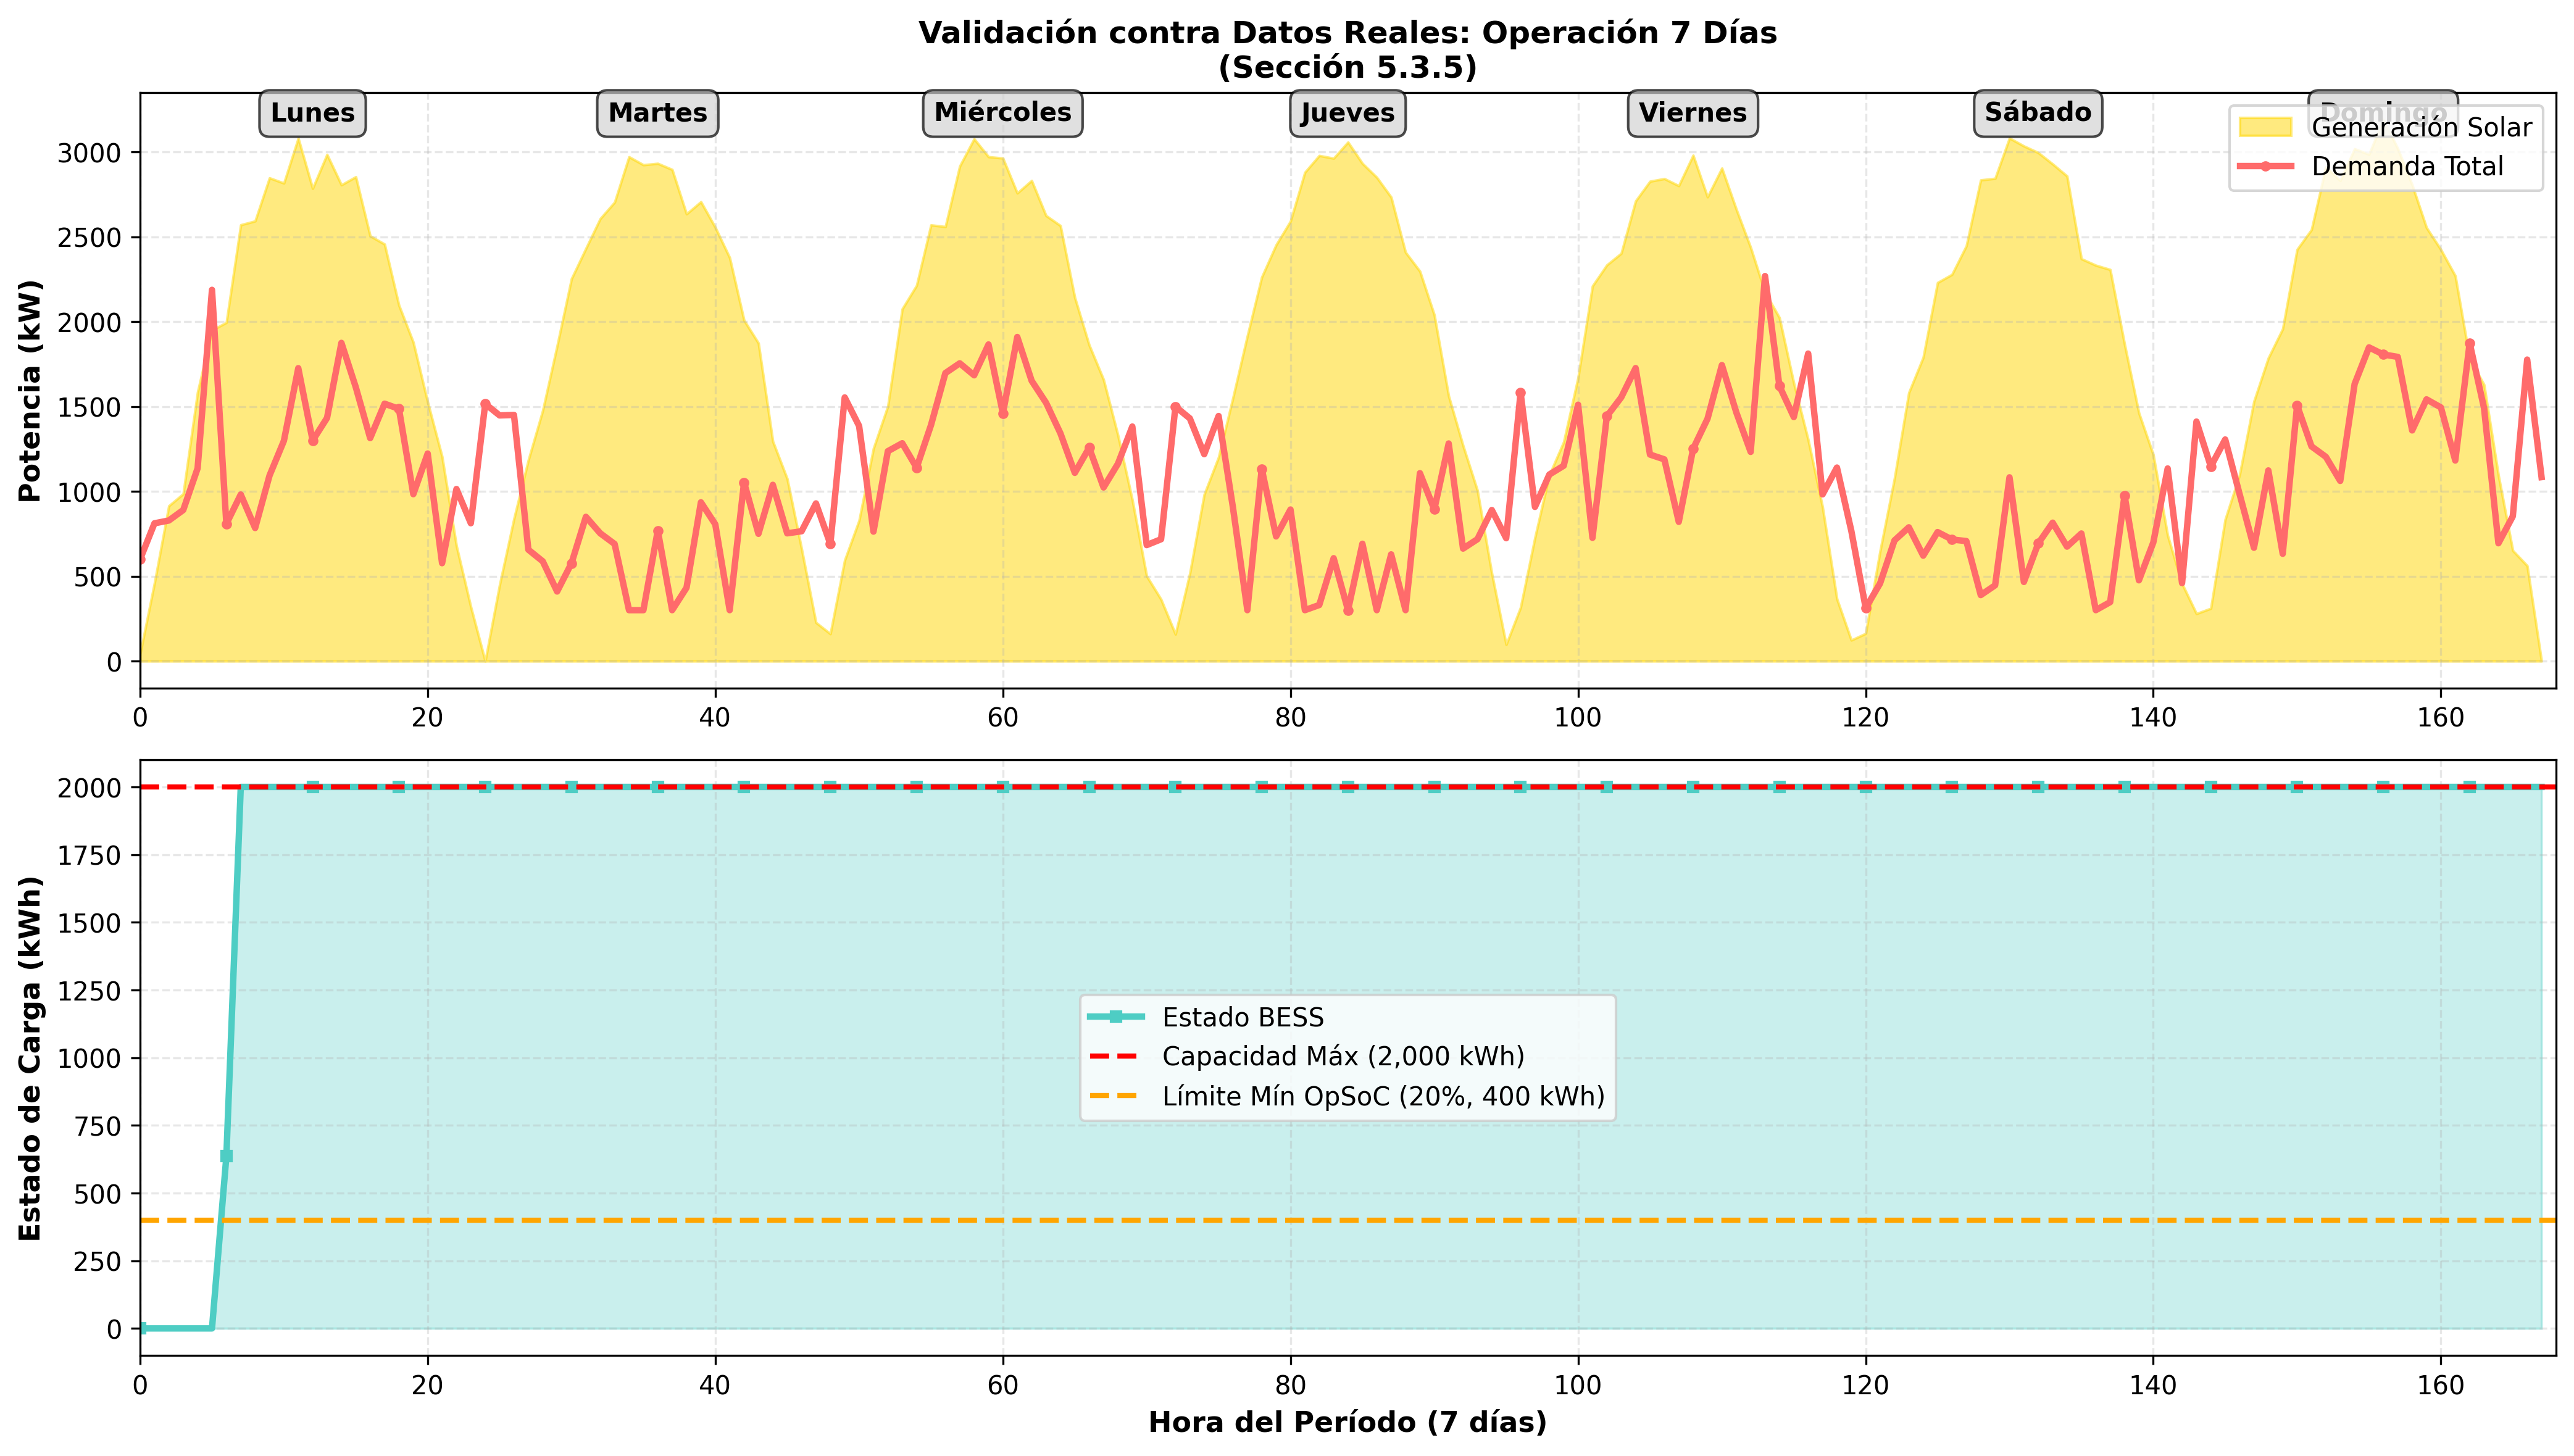 Validación contra Datos Reales: Operación 7 Días
(Sección 5.3.5)
Lunes
Martes
Miércoles
Jueves
Viernes
Sábado
Domingo
Generación Solar
Demanda Total
Potencia (kW)
3000
2500
2000
1500
1000
500
0
0 20 40 60 80 100 120 140 160
Estado de Carga (kWh)
2000
1750
1500
1250
1000
750
500
250
0
Estado BESS
Capacidad Máx (2,000 kWh)
Límite Mín OpSoC (20%, 400 kWh)
0 20 40 60 80 100 120 140 160
Hora del Período (7 días)